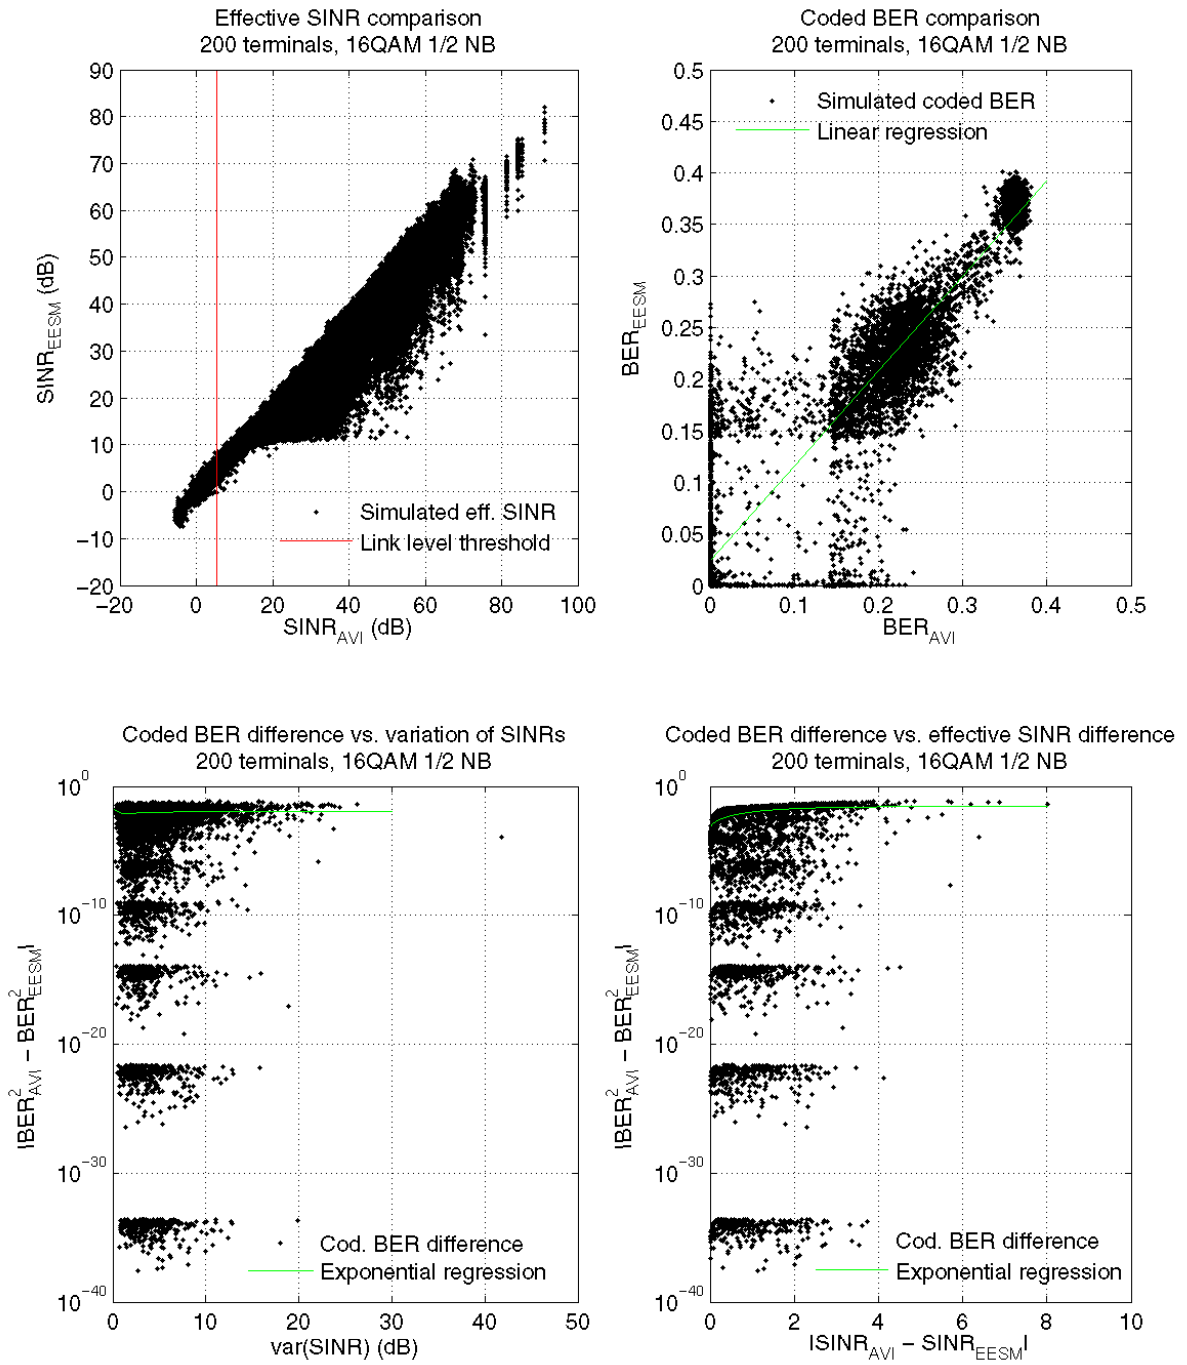 Effective SINR comparison
200 terminals, 16QAM 1/2 NB
90
80
70
60
50
40
30
20
10
0
−10
−20
−20
0
20
40
60
80
100
SINR_EESM (dB)
SINR_AVI (dB)
Simulated eff. SINR
Link level threshold
Coded BER comparison
200 terminals, 16QAM 1/2 NB
0.5
0.45
0.4
0.35
0.3
0.25
0.2
0.15
0.1
0.05
0
0
0.1
0.2
0.3
0.4
0.5
BER_EESM
BER_AVI
Simulated coded BER
Linear regression
Coded BER difference vs. variation of SINRs
200 terminals, 16QAM 1/2 NB
10^0
10^−10
10^−20
10^−30
10^−40
0
10
20
30
40
50
|BER^2_AVI − BER^2_EESM|
var(SINR) (dB)
Cod. BER difference
Exponential regression
Coded BER difference vs. effective SINR difference
200 terminals, 16QAM 1/2 NB
10^0
10^−10
10^−20
10^−30
10^−40
0
2
4
6
8
10
|BER^2_AVI − BER^2_EESM|
|SINR_AVI − SINR_EESM|
Cod. BER difference
Exponential regression